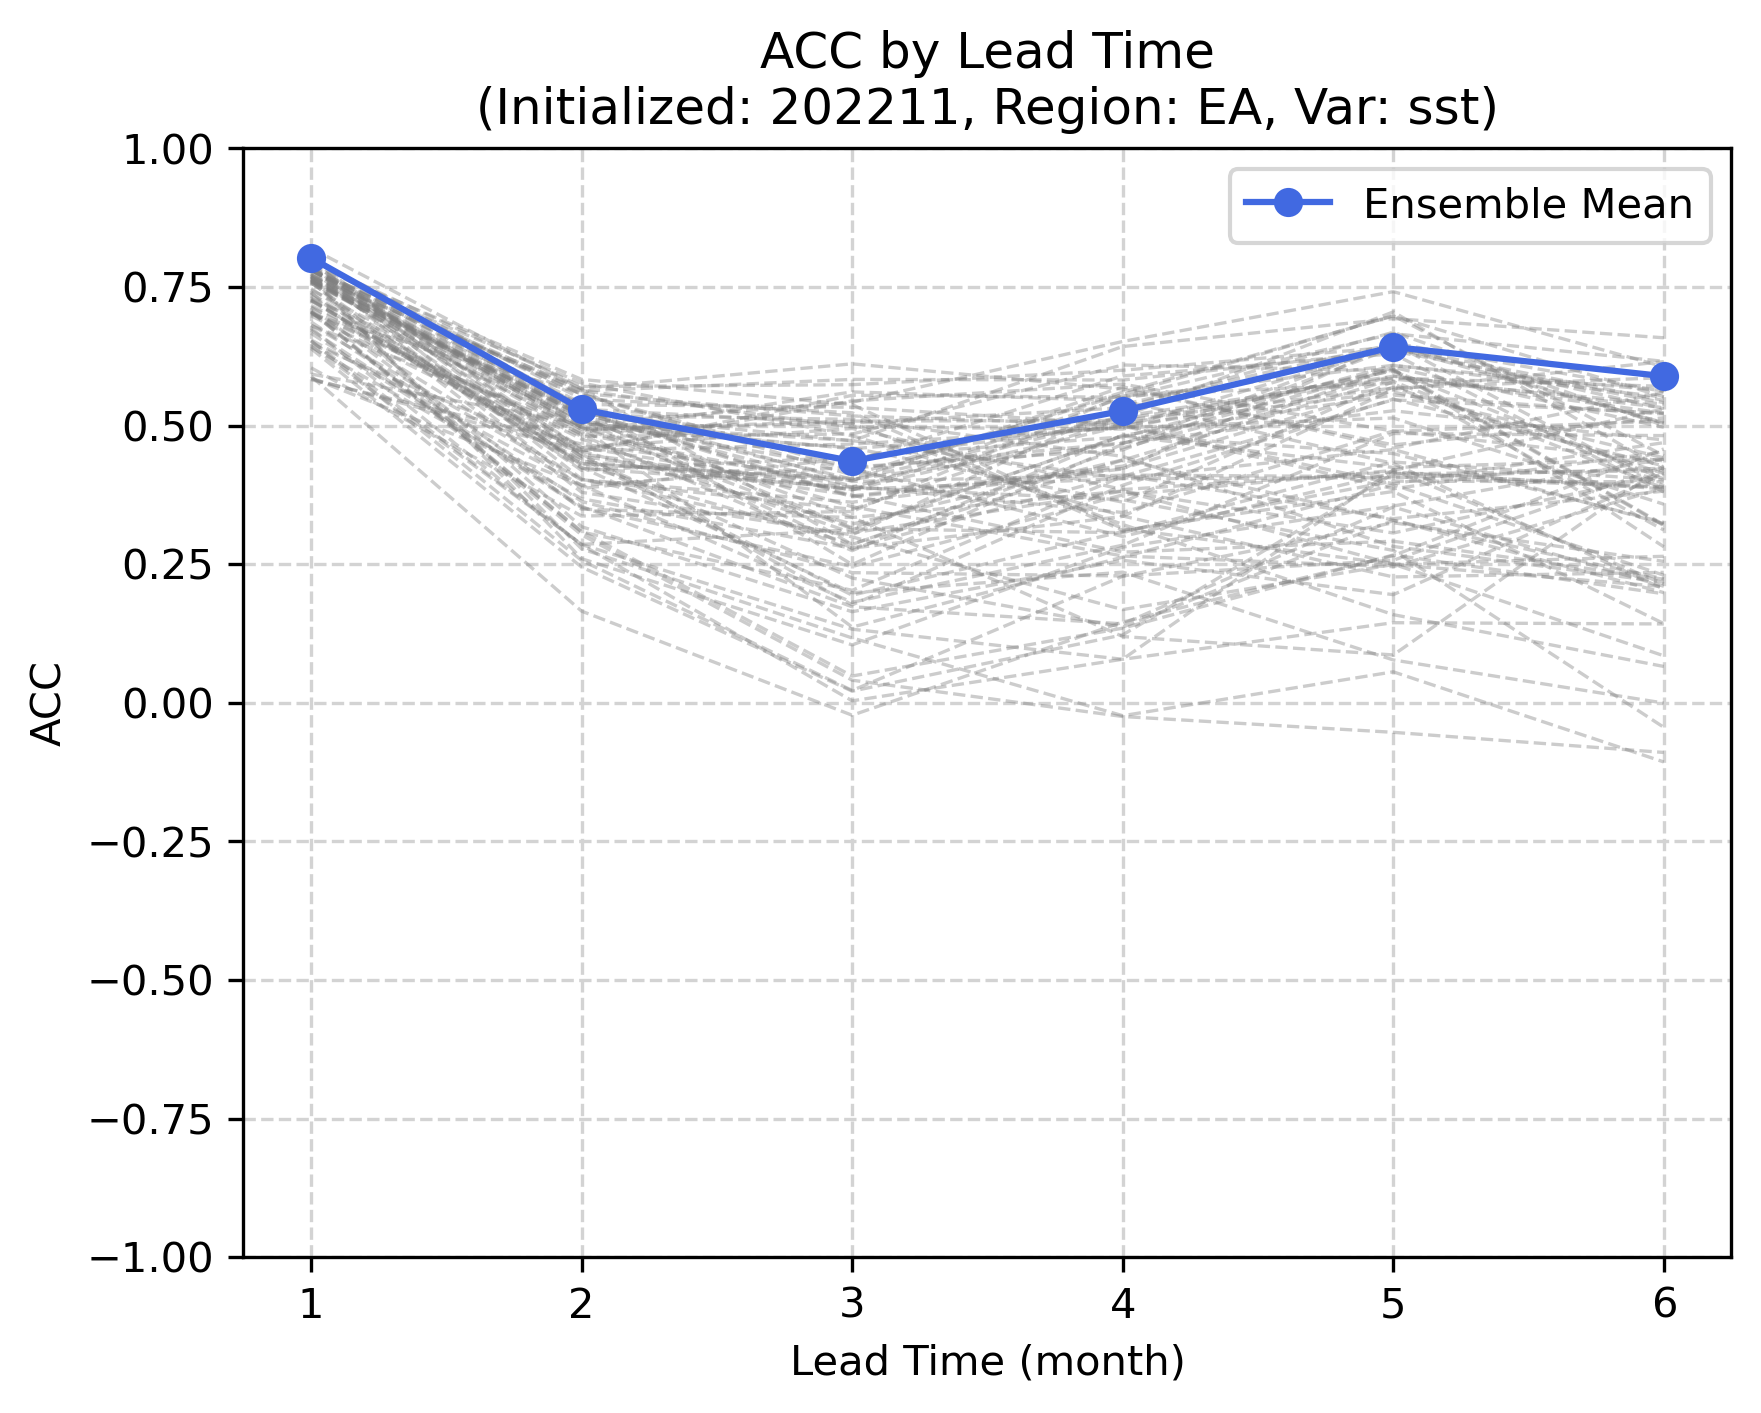 ACC by Lead Time
(Initialized: 202211, Region: EA, Var: sst)
Ensemble Mean
1.00
0.75
0.50
0.25
0.00
−0.25
−0.50
−0.75
−1.00
ACC
1 2 3 4 5 6
Lead Time (month)